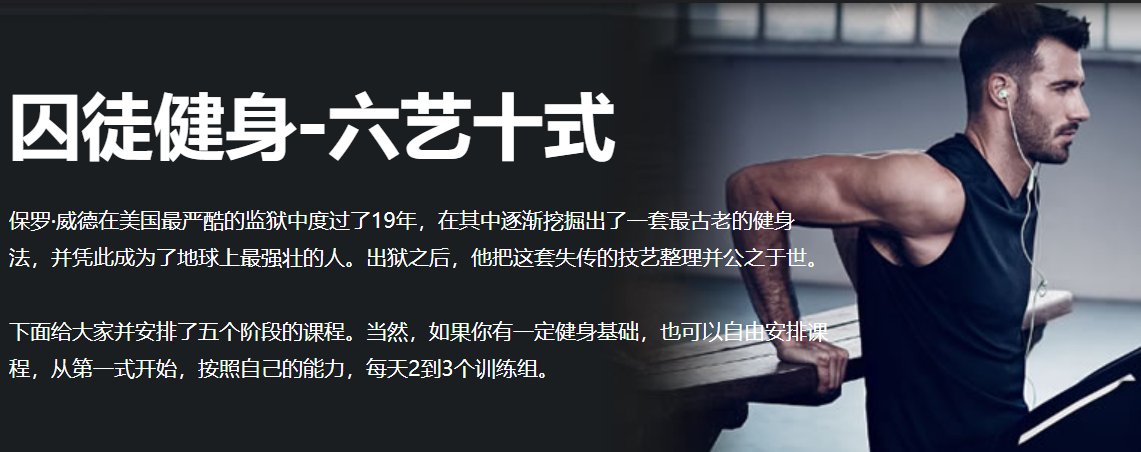 囚徒健身-六艺十式
保罗·威德在美国最严酷的监狱中度过了19年，在其中逐渐挖掘出了一套最古老的健身
法，并凭此成为了地球上最强壮的人。出狱之后，他把这套失传的技艺整理并公之于世。
下面给大家并安排了五个阶段的课程。当然，如果你有一定健身基础，也可以自由安排课
程，从第一式开始，按照自己的能力，每天2到3个训练组。